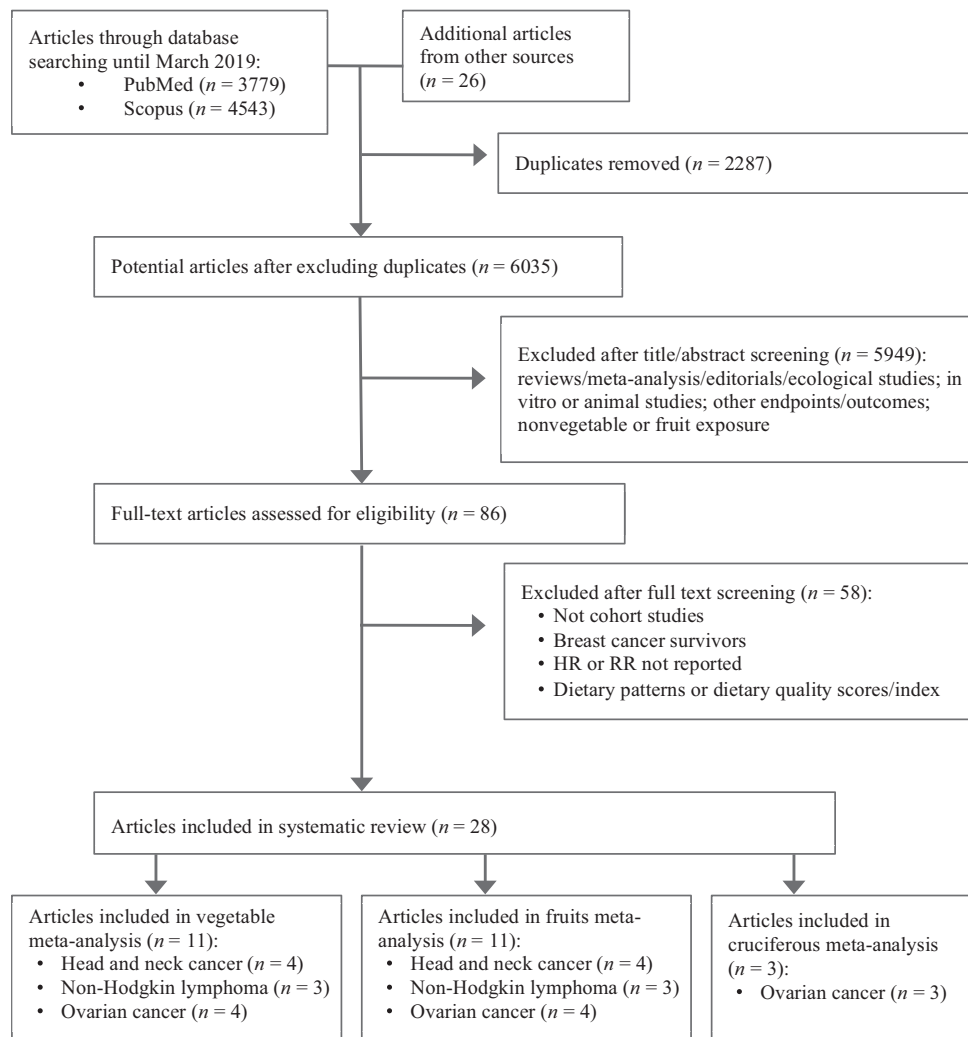 Articles through database
searching until March 2019:
• PubMed (n = 3779)
• Scopus (n = 4543)
Additional articles
from other sources
(n = 26)
Duplicates removed (n = 2287)
Potential articles after excluding duplicates (n = 6035)
Excluded after title/abstract screening (n = 5949):
reviews/meta-analysis/editorials/ecological studies; in
vitro or animal studies; other endpoints/outcomes;
nonvegetable or fruit exposure
Full-text articles assessed for eligibility (n = 86)
Excluded after full text screening (n = 58):
• Not cohort studies
• Breast cancer survivors
• HR or RR not reported
• Dietary patterns or dietary quality scores/index
Articles included in systematic review (n = 28)
Articles included in vegetable
meta-analysis (n = 11):
• Head and neck cancer (n = 4)
• Non-Hodgkin lymphoma (n = 3)
• Ovarian cancer (n = 4)
Articles included in fruits meta-
analysis (n = 11):
• Head and neck cancer (n = 4)
• Non-Hodgkin lymphoma (n = 3)
• Ovarian cancer (n = 4)
Articles included in
cruciferous meta-analysis
(n = 3):
• Ovarian cancer (n = 3)